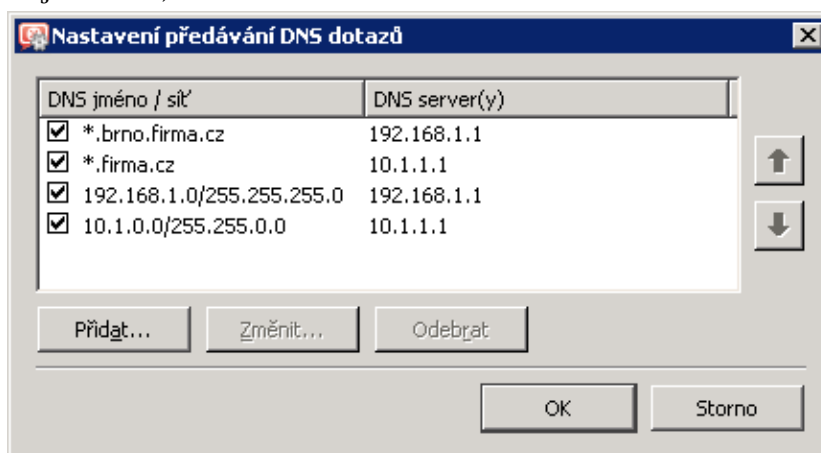 Nastavení předávání DNS dotazů
DNS jméno / síť DNS server(y)
*.brno.firma.cz 192.168.1.1
*.firma.cz 10.1.1.1
192.168.1.0/255.255.255.0 192.168.1.1
10.1.0.0/255.255.0.0 10.1.1.1
Přidat... Změnit... Odebrat
OK Storno